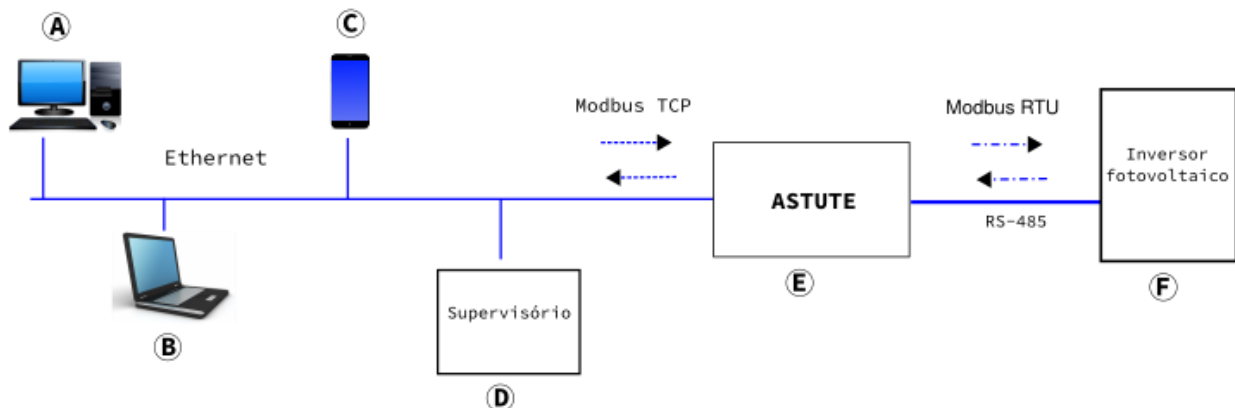 A
C
Modbus TCP
Modbus RTU
Ethernet
ASTUTE
Inversor
fotovoltaico
RS-485
E
F
Supervisório
B
D